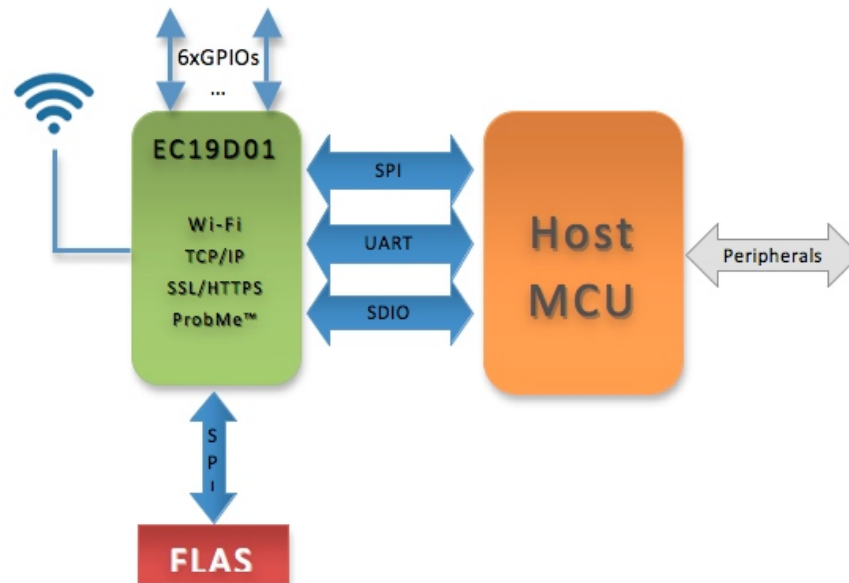 6xGPIOs
...
EC19D01
Wi-Fi
TCP/IP
SSL/HTTPS
ProbMe™
SPI
UART
SDIO
Host
MCU
Peripherals
S
P
I
FLAS